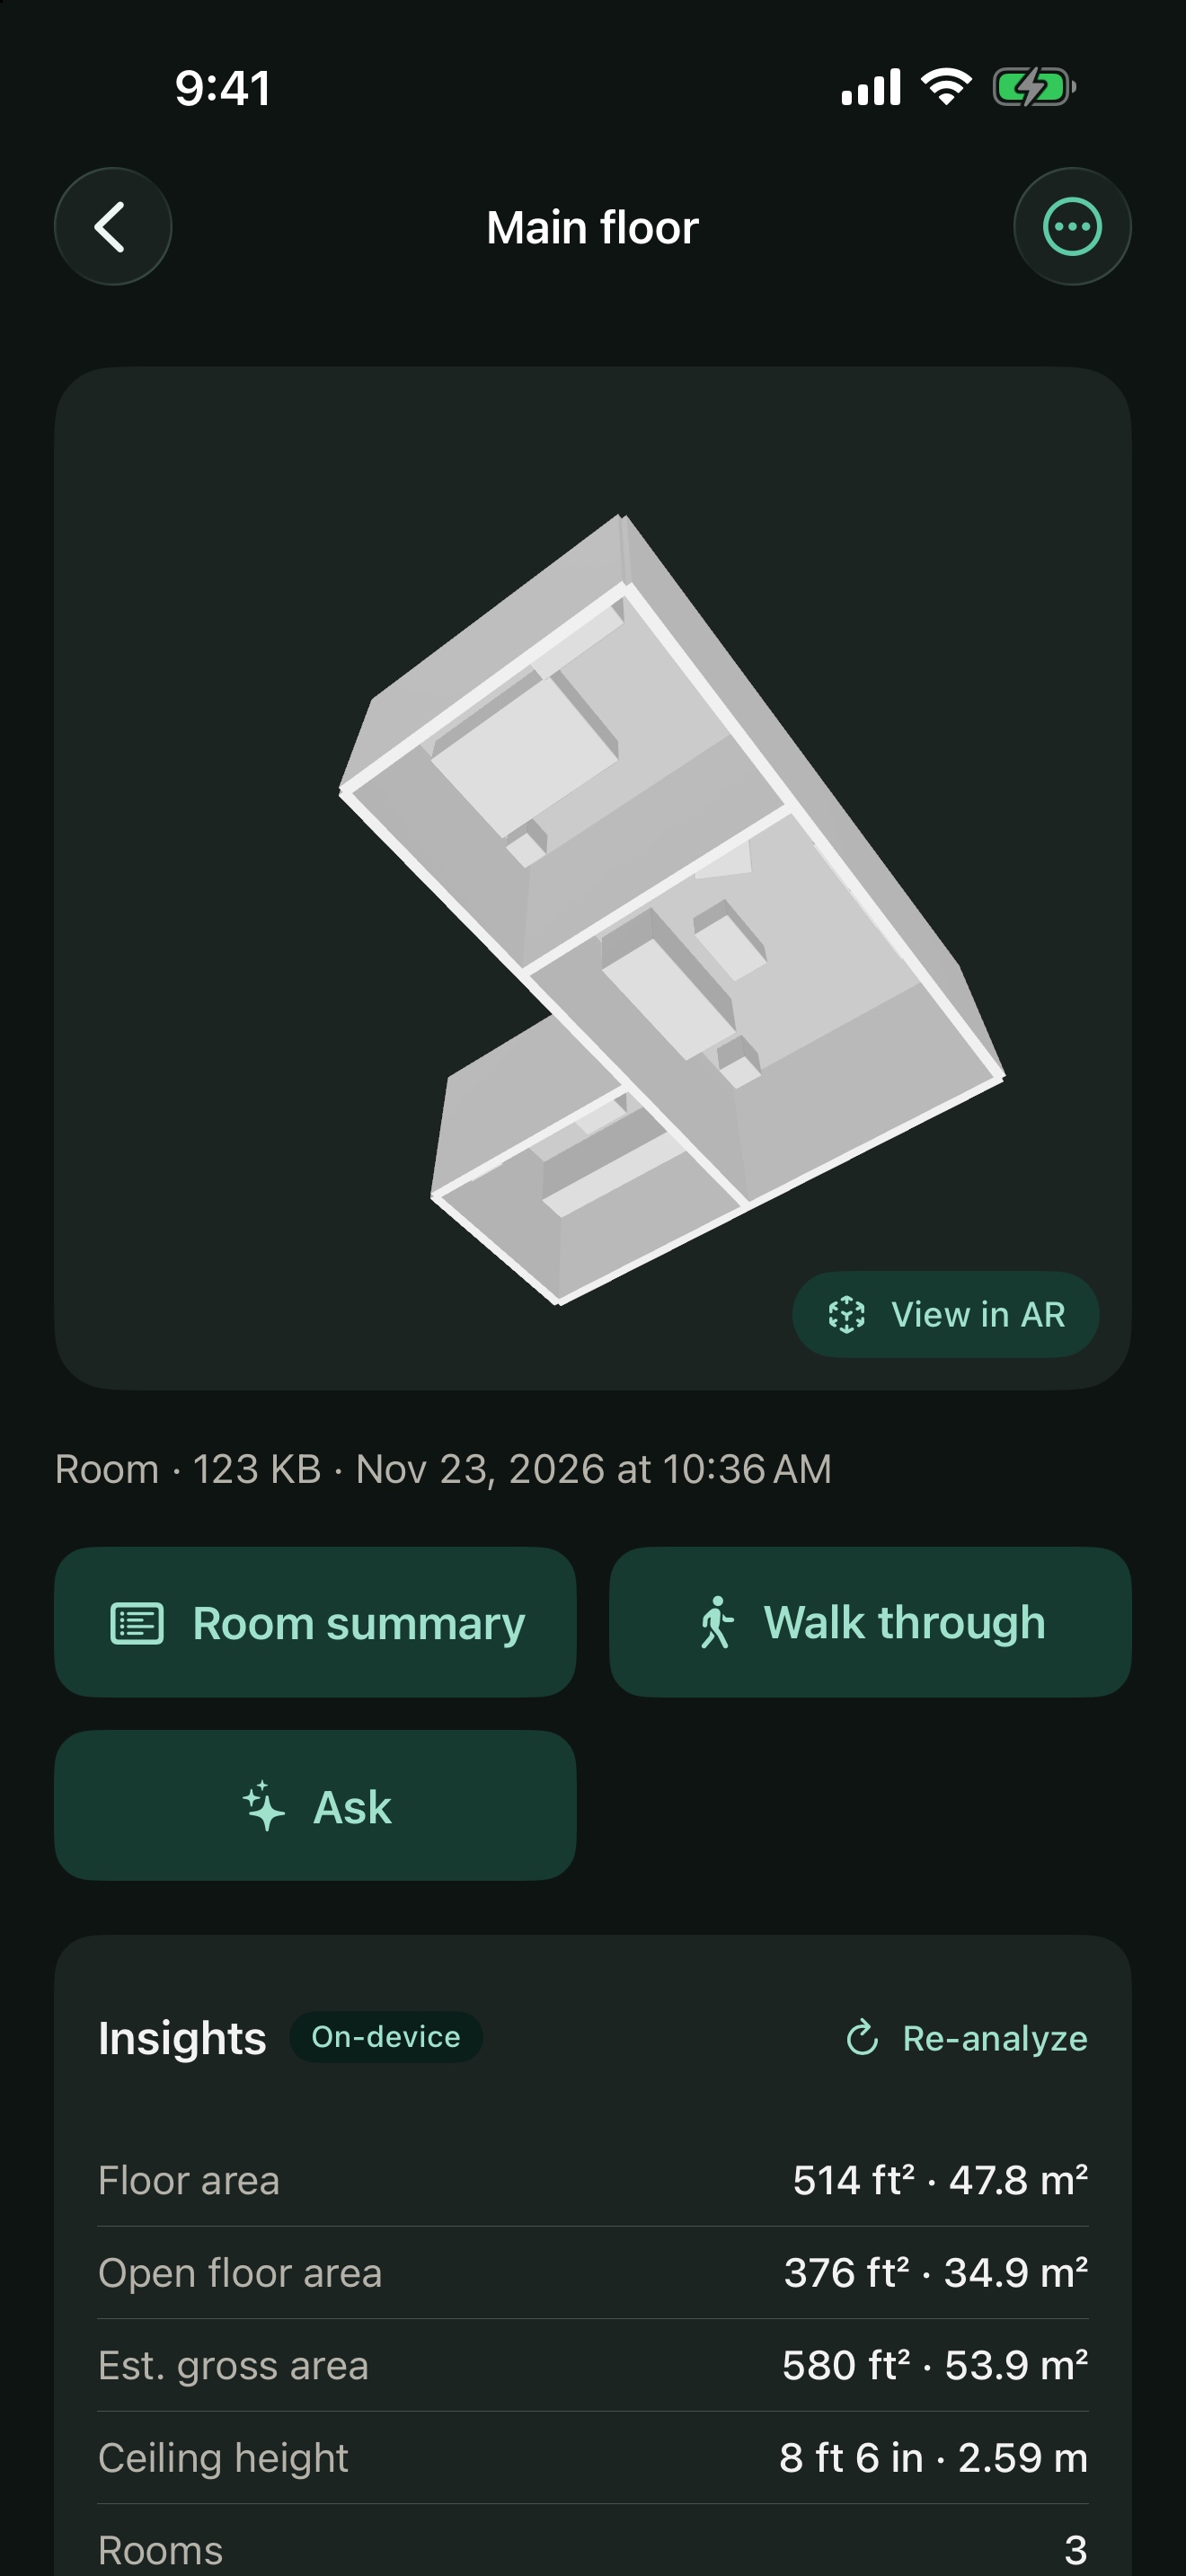 9:41
Main floor
View in AR
Room · 123 KB · Nov 23, 2026 at 10:36 AM
Room summary
Walk through
Ask
Insights
On-device
Re-analyze
Floor area
514 ft² · 47.8 m²
Open floor area
376 ft² · 34.9 m²
Est. gross area
580 ft² · 53.9 m²
Ceiling height
8 ft 6 in · 2.59 m
Rooms
3